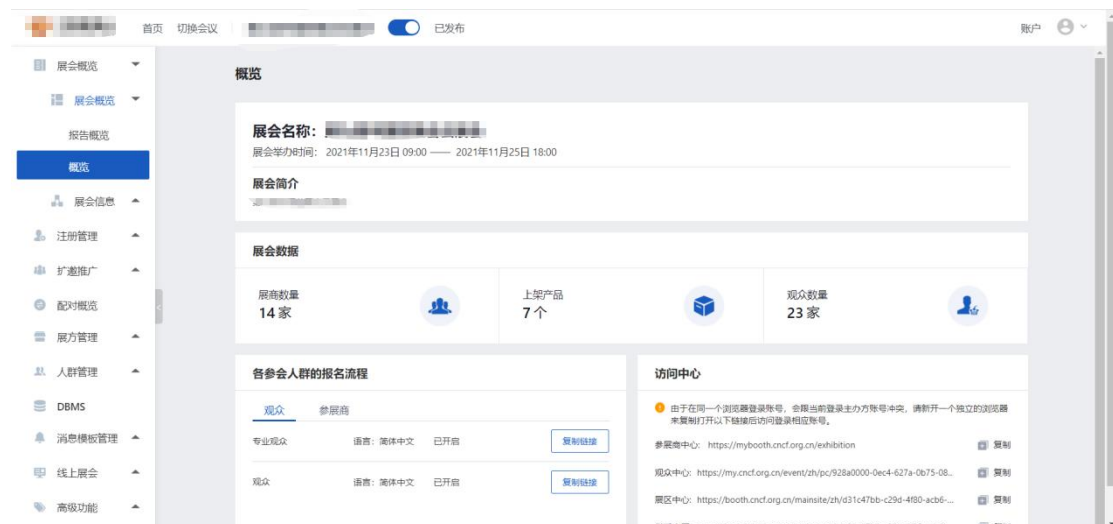 首页 切换会议 已发布 账户
展会概览
展会概览
报告概览
概览
展会信息
注册管理
扩邀推广
配对概览
展方管理
人群管理
DBMS
消息模板管理
线上展会
高级功能
概览
展会名称：
展会举办时间： 2021年11月23日 09:00 —— 2021年11月25日 18:00
展会简介
展会数据
展商数量
14 家
上架产品
7 个
观众数量
23 家
各参会人群的报名流程
观众 参展商
专业观众 语言：简体中文 已开启 复制链接
观众 语言：简体中文 已开启 复制链接
访问中心
由于在同一个浏览器登录账号，会跟当前登录主办方账号冲突，请新开一个独立的浏览器
来复制打开以下链接后访问登录相应账号。
参展商中心： https://mybooth.cncf.org.cn/exhibition 复制
观众中心： https://my.cncf.org.cn/event/zh/pc/928a0000-0ec4-627a-0b75-08... 复制
展区中心： https://booth.cncf.org.cn/mainsite/zh/d31c47bb-c29d-4f80-acb6-... 复制